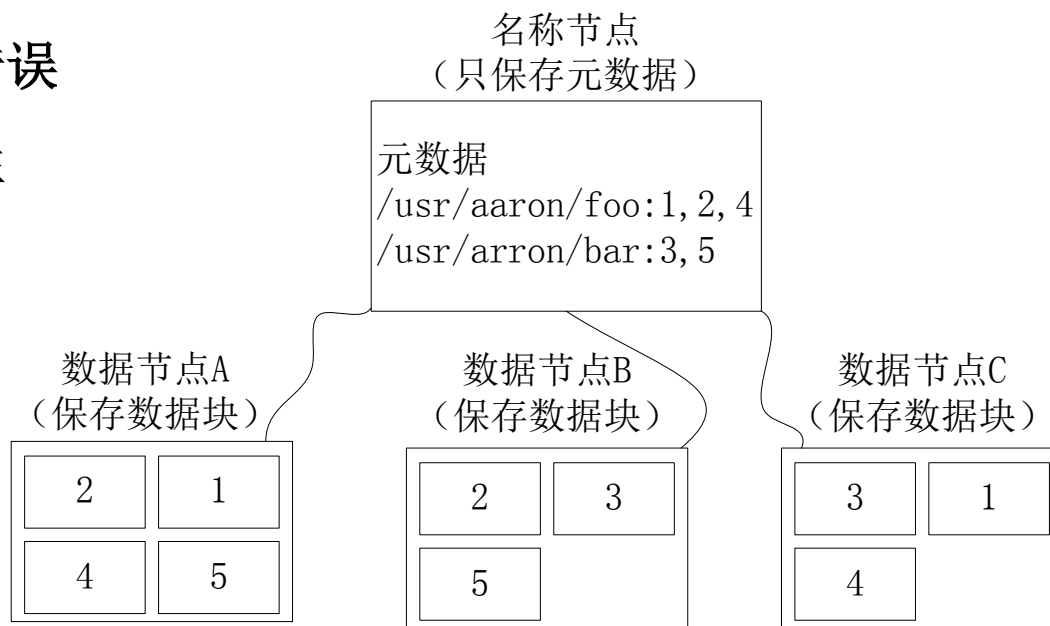 误
名称节点
（只保存元数据）
元数据
/usr/aaron/foo:1,2,4
/usr/arron/bar:3,5
数据节点A
（保存数据块）
2 1
4 5
数据节点B
（保存数据块）
2 3
5
数据节点C
（保存数据块）
3 1
4